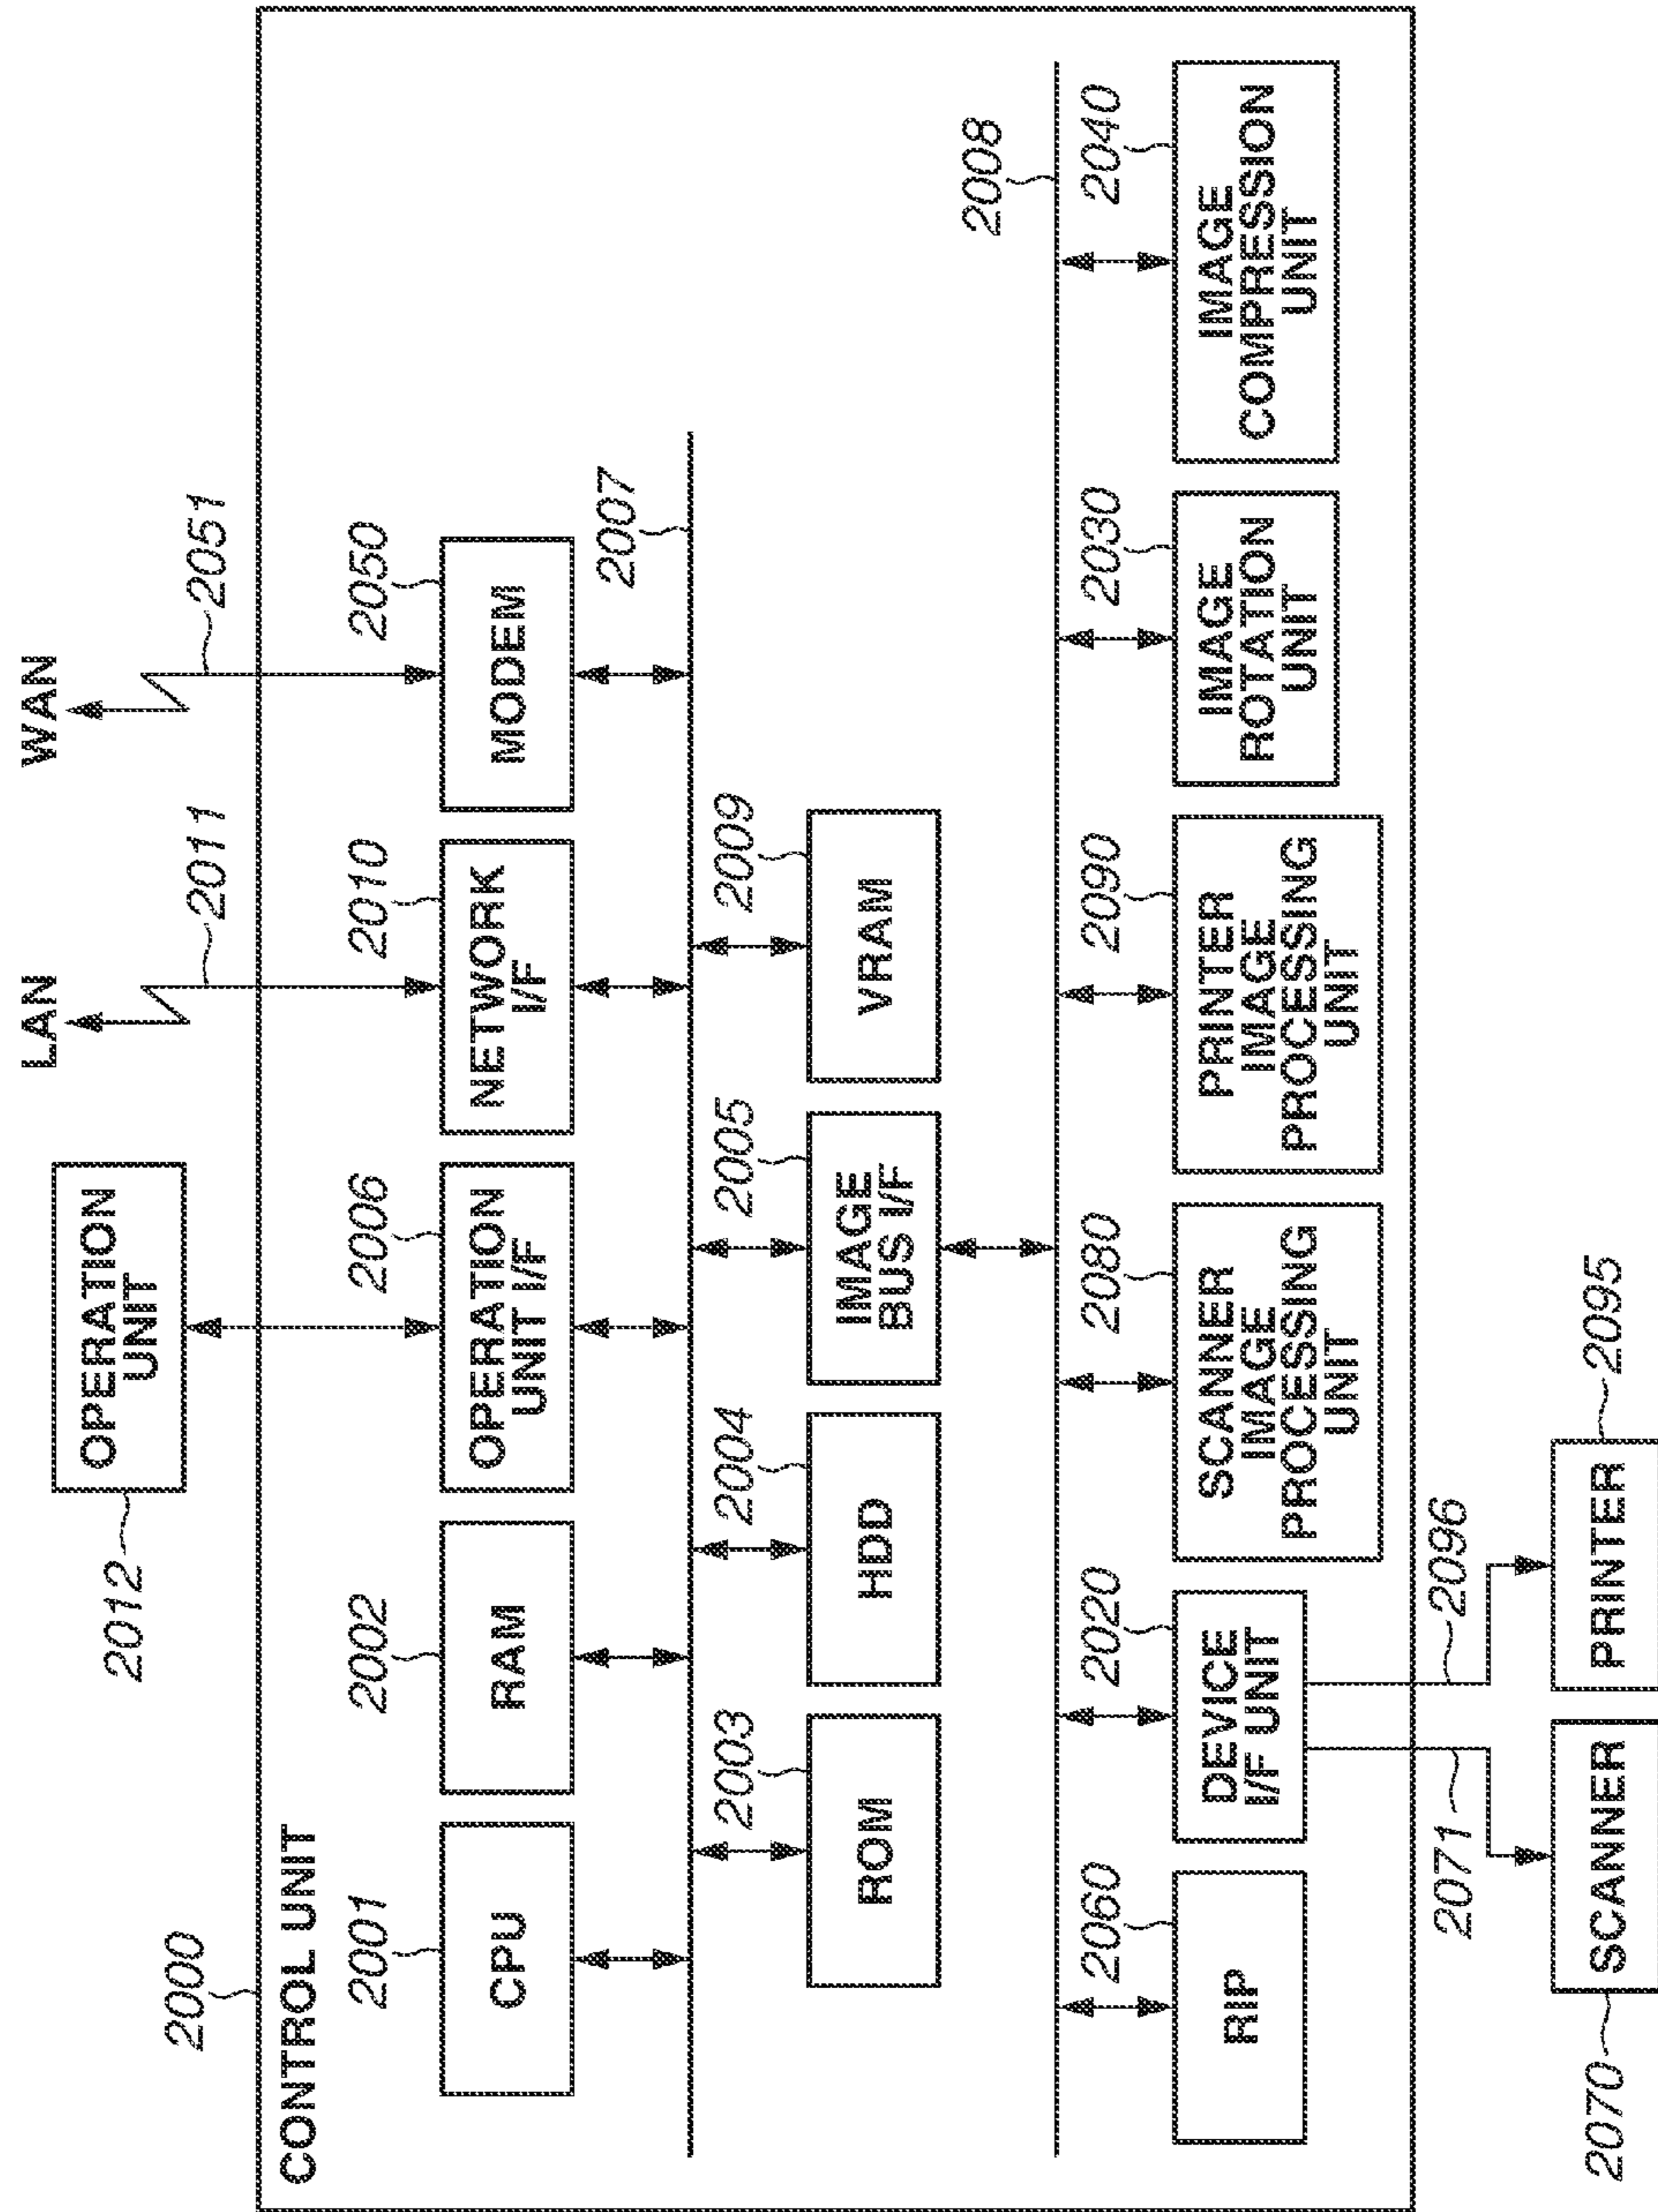 LAN
WAN
OPERATION
UNIT
2012
2011
2051
2000
CONTROL UNIT
2001
CPU
2002
RAM
2006
OPERATION
UNIT I/F
2010
NETWORK
I/F
2050
MODEM
2007
2003
ROM
2004
HDD
2005
IMAGE
BUS I/F
2009
VRAM
2008
2060
RIP
2020
DEVICE
I/F UNIT
2080
SCANNER
IMAGE
PROCESSING
UNIT
2090
PRINTER
IMAGE
PROCESSING
UNIT
2030
IMAGE
ROTATION
UNIT
2040
IMAGE
COMPRESSION
UNIT
2071
2096
2070
SCANNER
PRINTER
2095